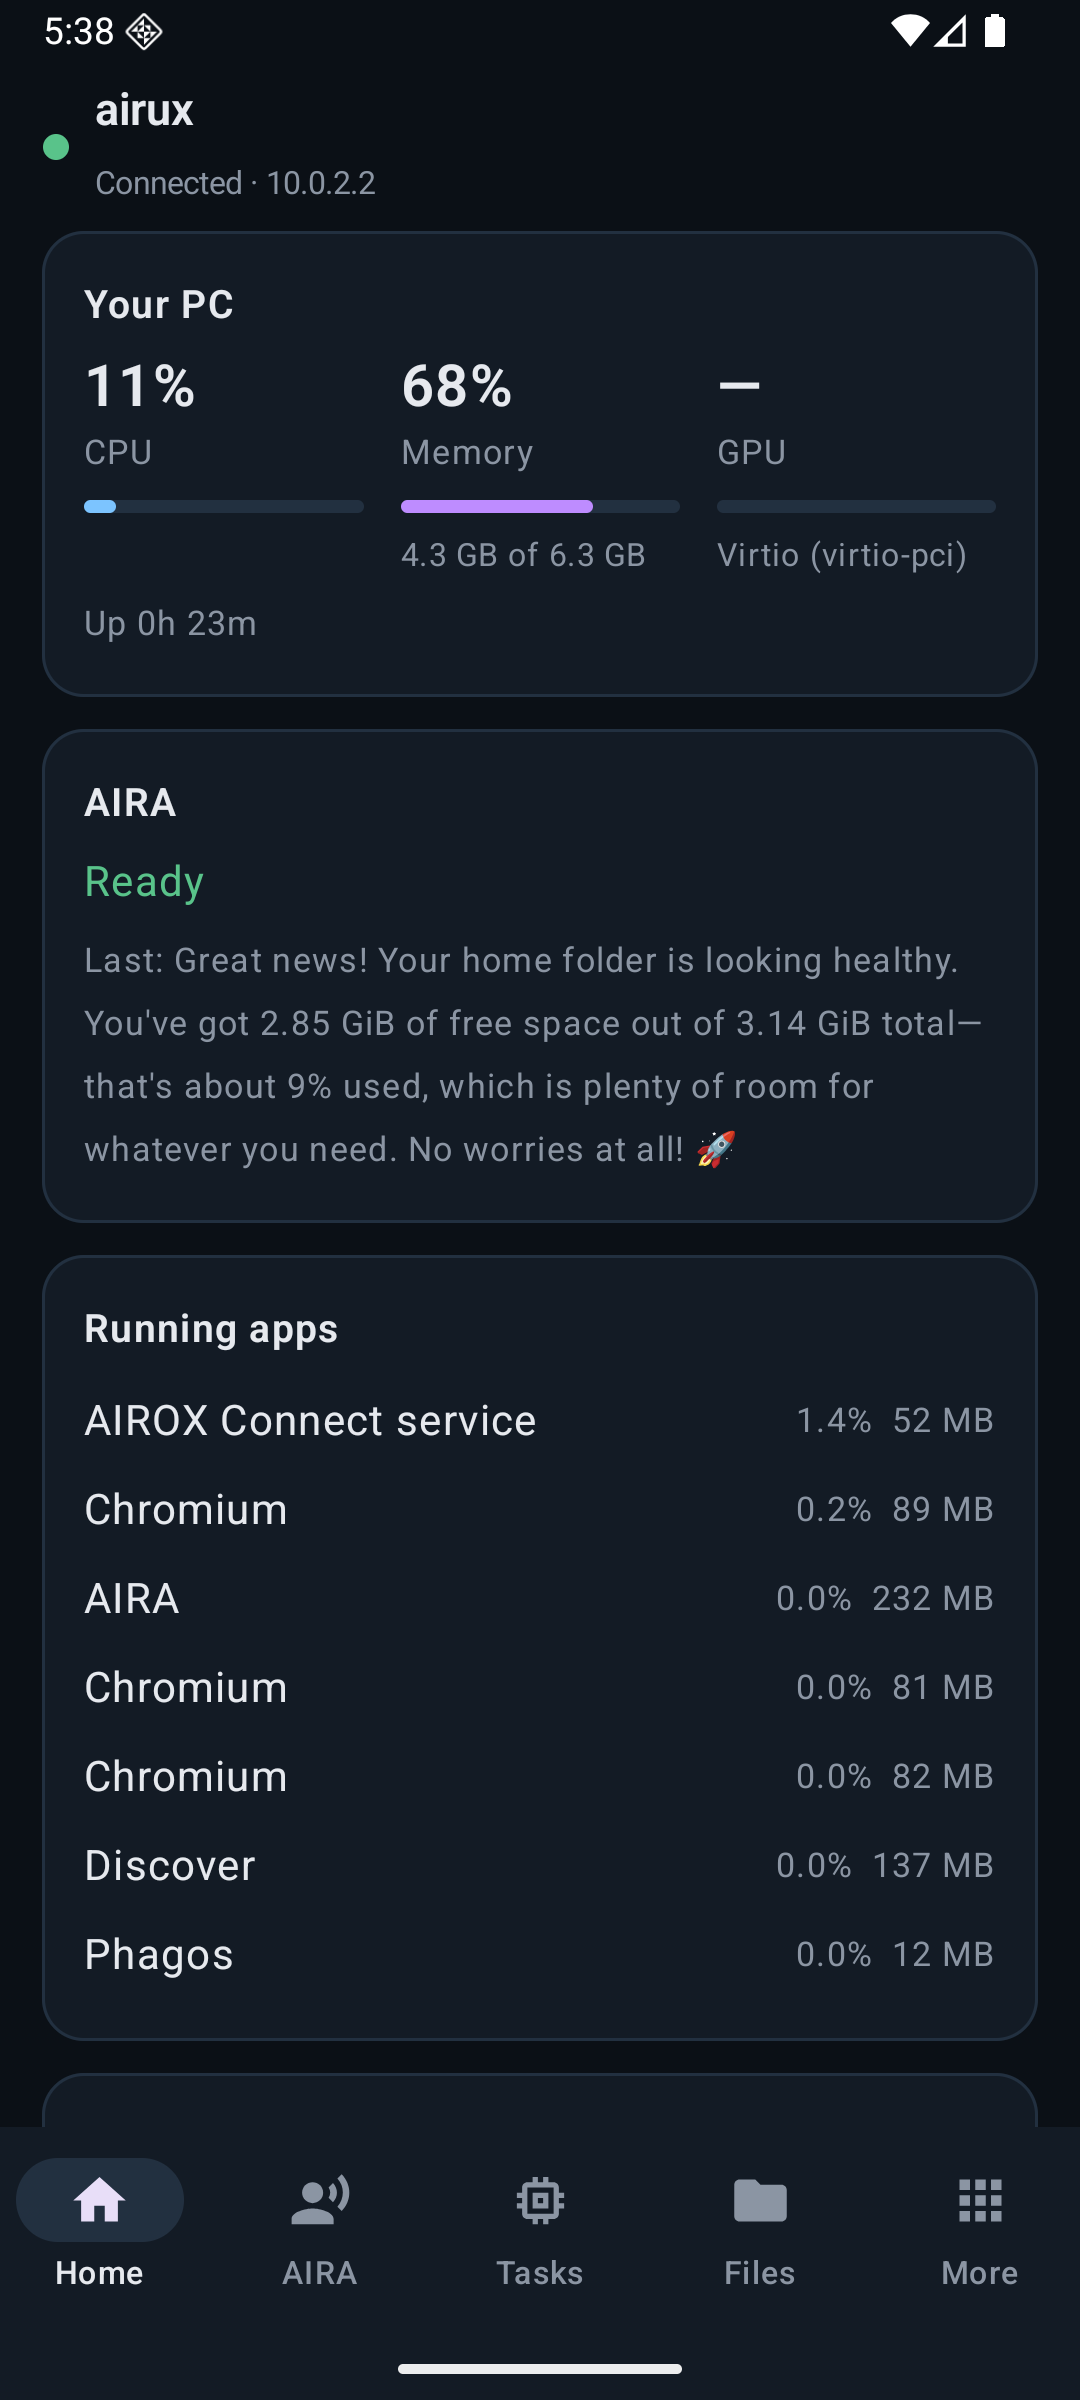 5:38
airux
Connected · 10.0.2.2
Your PC
11% 68% —
CPU Memory GPU
4.3 GB of 6.3 GB Virtio (virtio-pci)
Up 0h 23m
AIRA
Ready
Last: Great news! Your home folder is looking healthy.
You've got 2.85 GiB of free space out of 3.14 GiB total—
that's about 9% used, which is plenty of room for
whatever you need. No worries at all! 🚀
Running apps
AIROX Connect service 1.4% 52 MB
Chromium 0.2% 89 MB
AIRA 0.0% 232 MB
Chromium 0.0% 81 MB
Chromium 0.0% 82 MB
Discover 0.0% 137 MB
Phagos 0.0% 12 MB
Home AIRA Tasks Files More